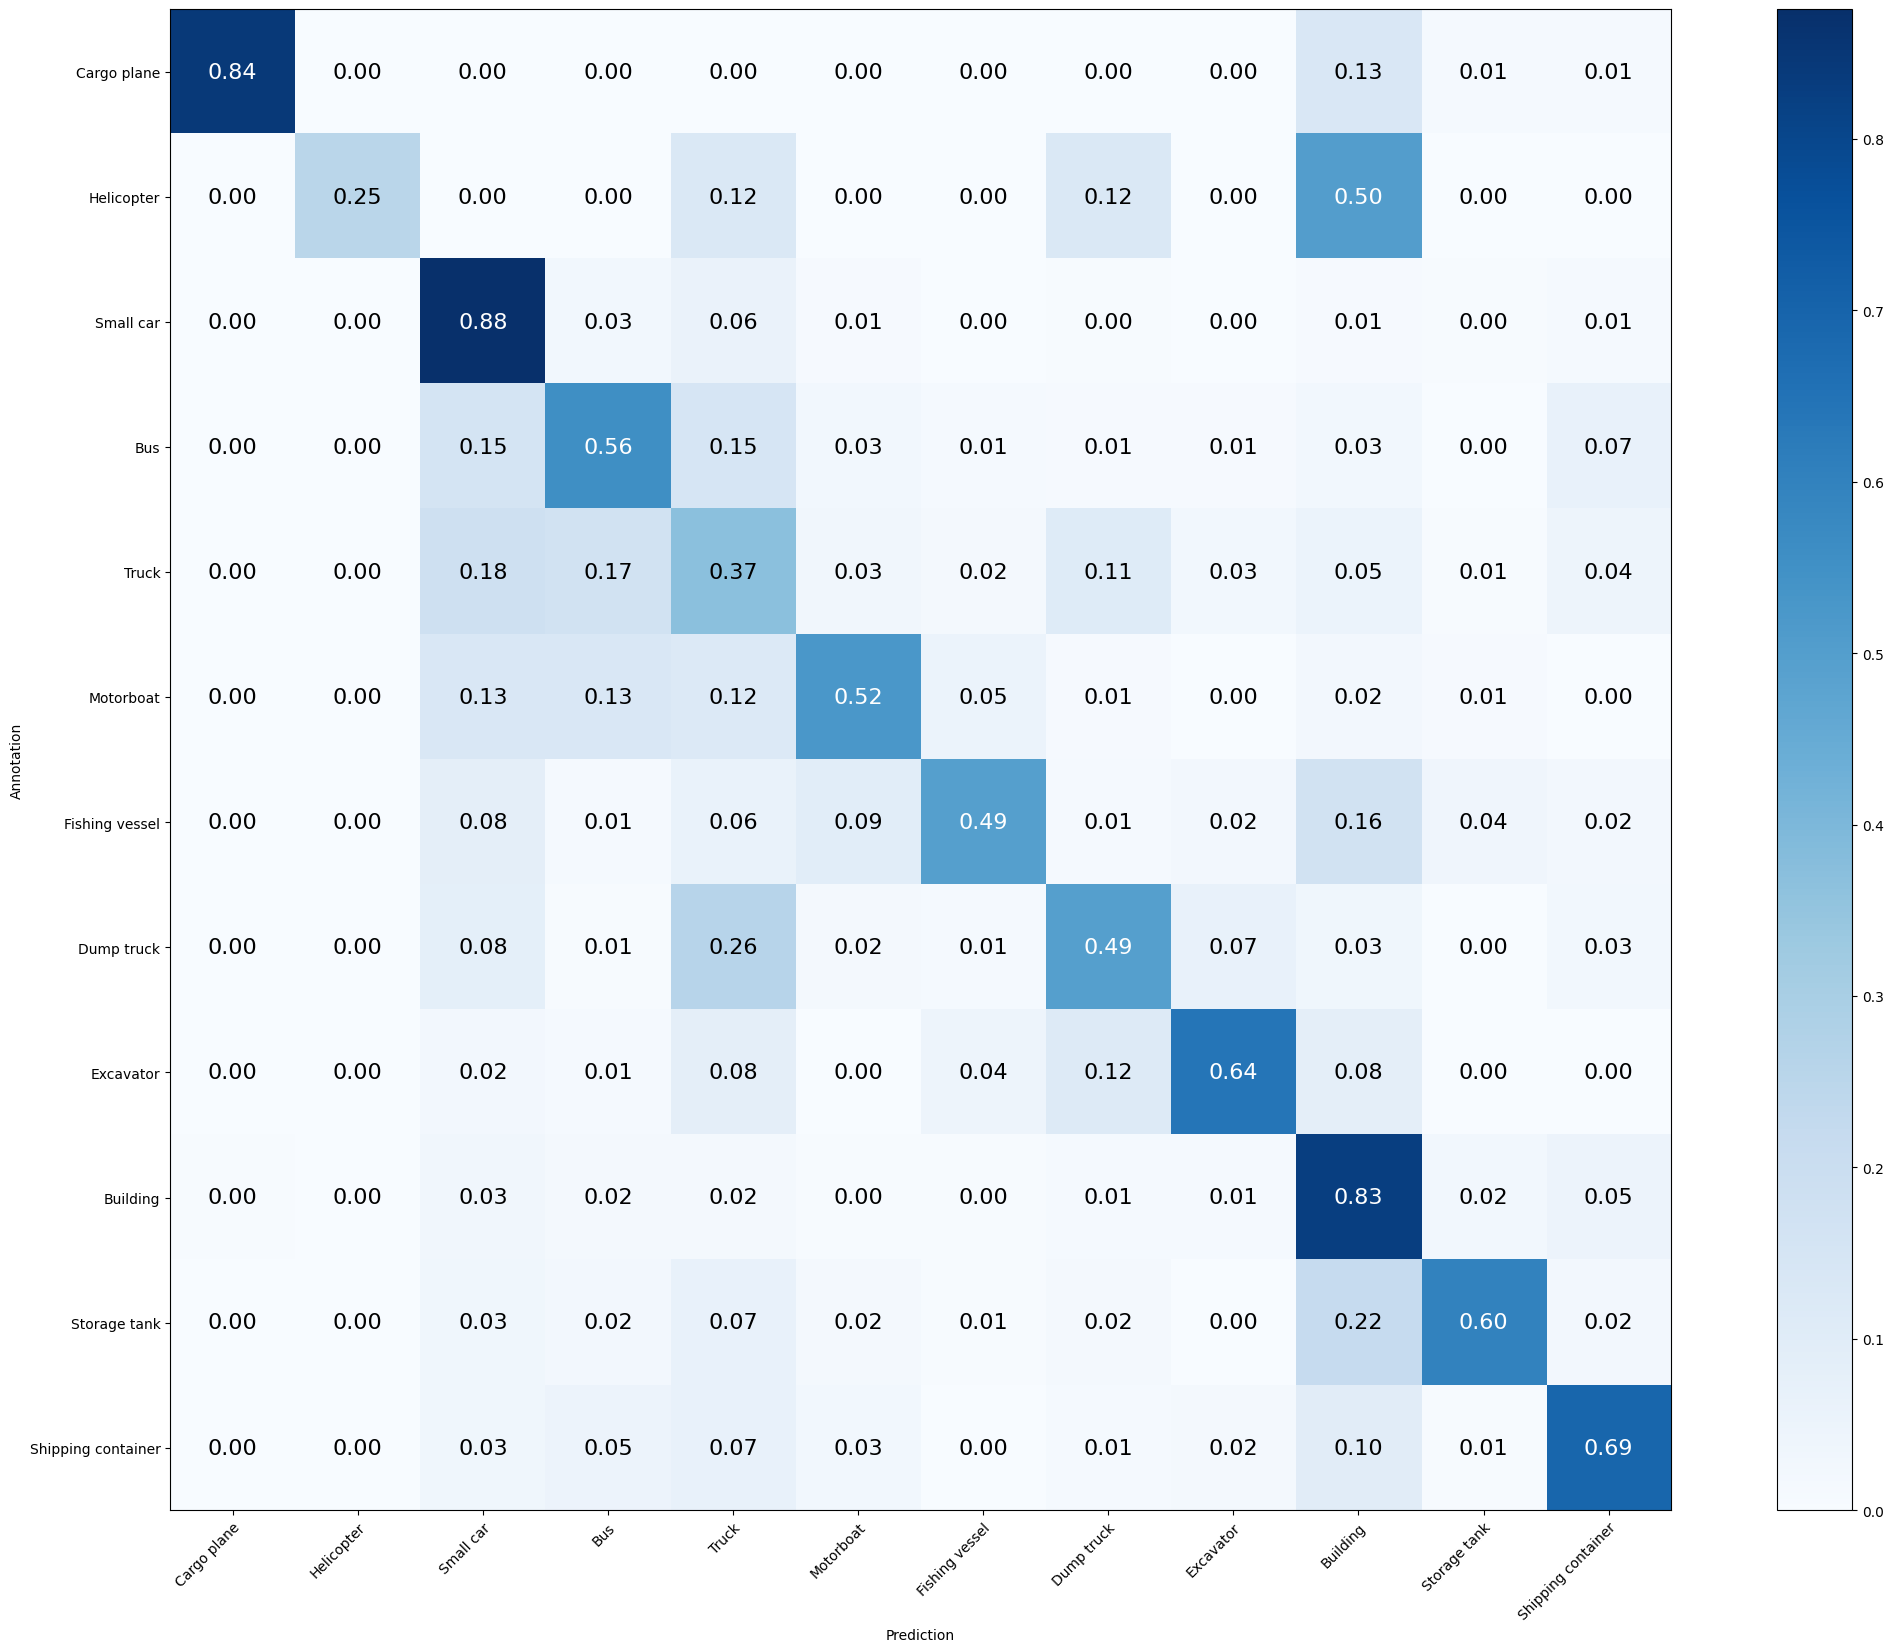 Cargo plane 0.84 0.00 0.00 0.00 0.00 0.00 0.00 0.00 0.00 0.13 0.01 0.01
0.8
Helicopter 0.00 0.25 0.00 0.00 0.12 0.00 0.00 0.12 0.00 0.50 0.00 0.00
Small car 0.00 0.00 0.88 0.03 0.06 0.01 0.00 0.00 0.00 0.01 0.00 0.01
0.7
Bus 0.00 0.00 0.15 0.56 0.15 0.03 0.01 0.01 0.01 0.03 0.00 0.07
0.6
Truck 0.00 0.00 0.18 0.17 0.37 0.03 0.02 0.11 0.03 0.05 0.01 0.04
0.5
Motorboat 0.00 0.00 0.13 0.13 0.12 0.52 0.05 0.01 0.00 0.02 0.01 0.00
Annotation
Fishing vessel 0.00 0.00 0.08 0.01 0.06 0.09 0.49 0.01 0.02 0.16 0.04 0.02
0.4
Dump truck 0.00 0.00 0.08 0.01 0.26 0.02 0.01 0.49 0.07 0.03 0.00 0.03
0.3
Excavator 0.00 0.00 0.02 0.01 0.08 0.00 0.04 0.12 0.64 0.08 0.00 0.00
0.2
Building 0.00 0.00 0.03 0.02 0.02 0.00 0.00 0.01 0.01 0.83 0.02 0.05
Storage tank 0.00 0.00 0.03 0.02 0.07 0.02 0.01 0.02 0.00 0.22 0.60 0.02
0.1
Shipping container 0.00 0.00 0.03 0.05 0.07 0.03 0.00 0.01 0.02 0.10 0.01 0.69
0.0
Cargo plane
Helicopter
Small car
Bus
Truck
Motorboat
Fishing vessel
Dump truck
Excavator
Building
Storage tank
Shipping container
Prediction